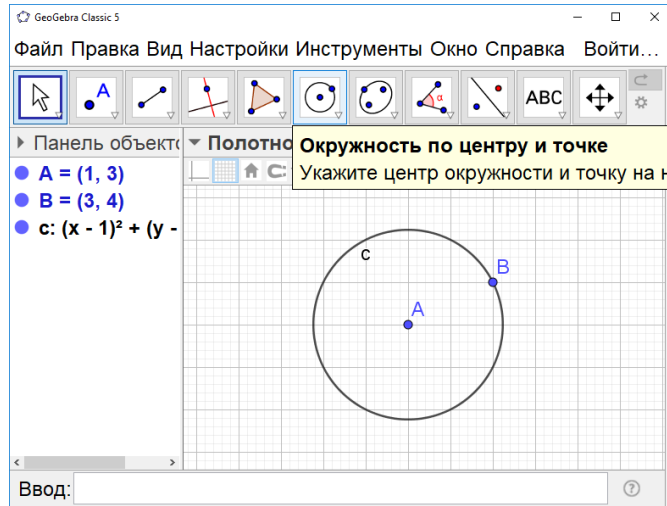 GeoGebra Classic 5
Файл Правка Вид Настройки Инструменты Окно Справка Войти...
A
α
ABC
Панель объекто
Полотно
Окружность по центру и точке
Укажите центр окружности и точку на н
A = (1, 3)
B = (3, 4)
c: (x - 1)² + (y -
c
B
A
Ввод: